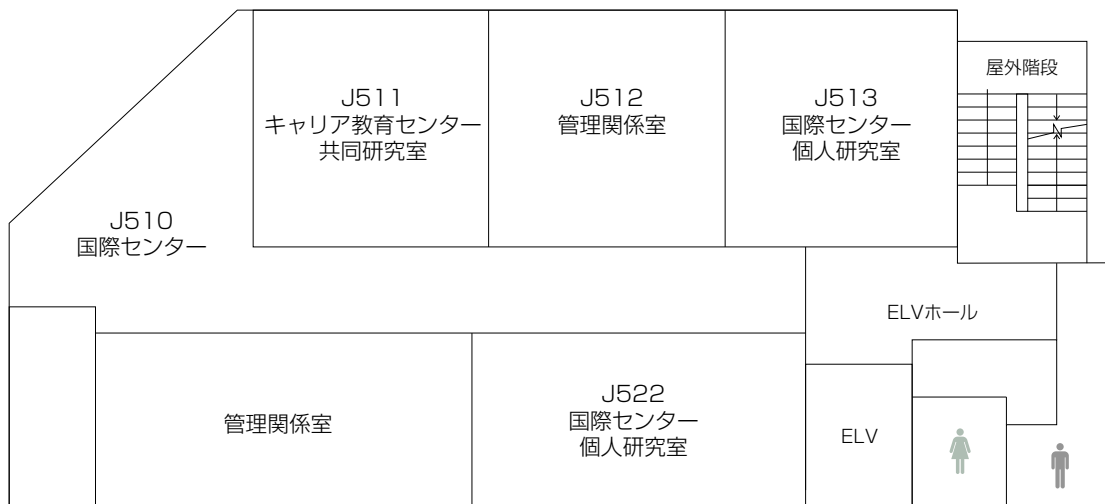 J511
キャリア教育センター
共同研究室
J512
管理関係室
J513
国際センター
個人研究室
屋外階段
J510
国際センター
ELVホール
管理関係室
J522
国際センター
個人研究室
ELV